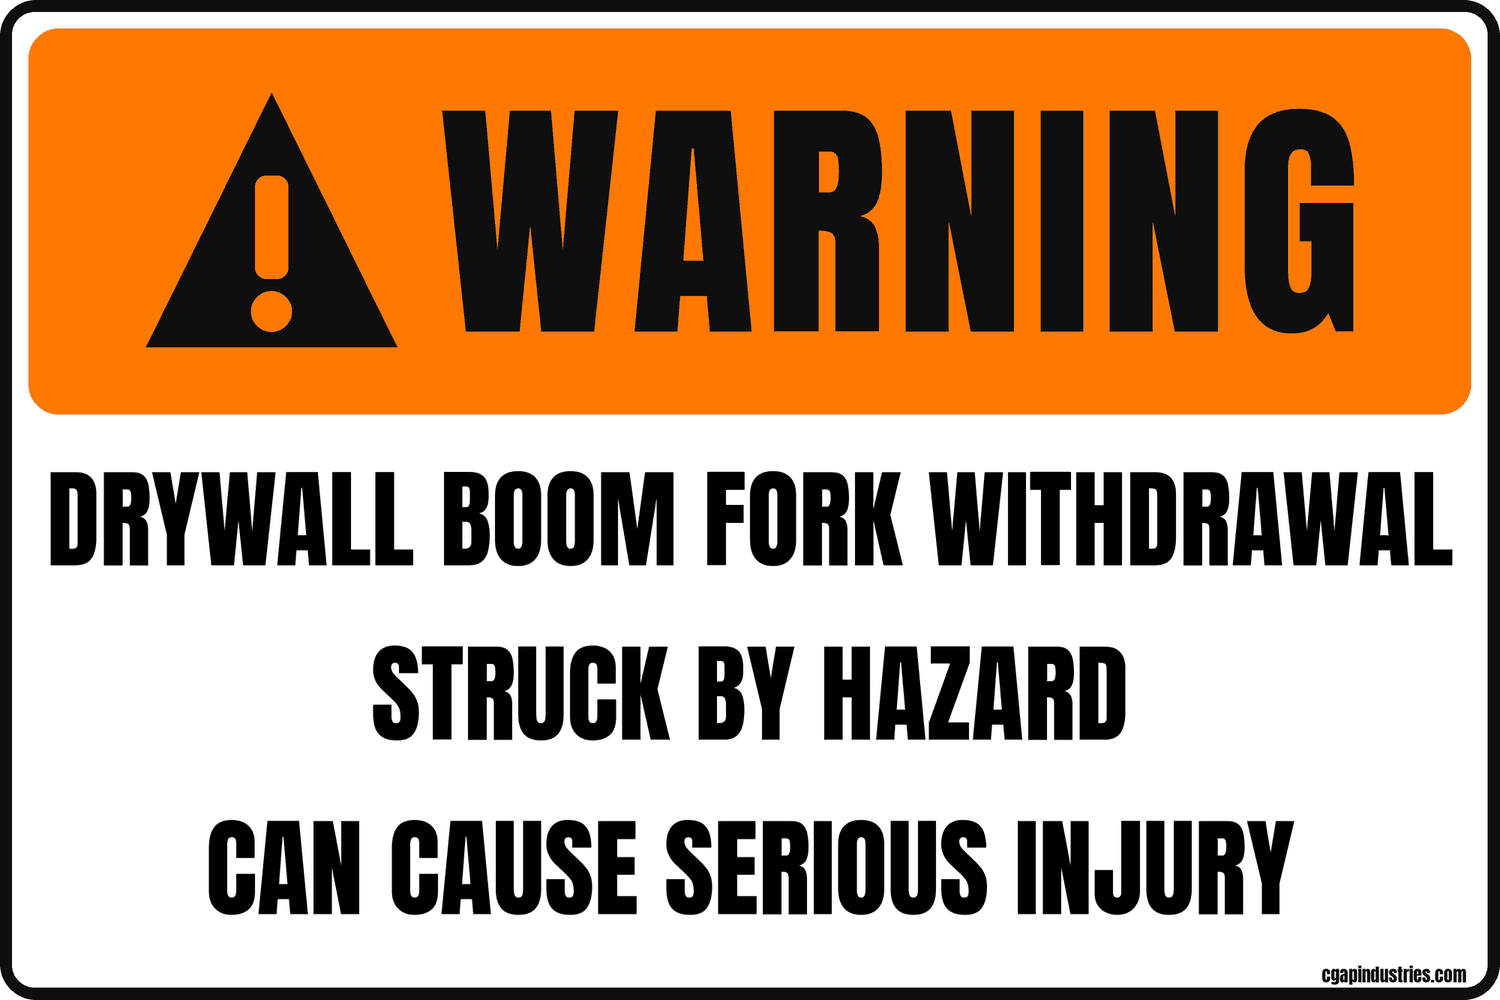 WARNING
DRYWALL BOOM FORK WITHDRAWAL
STRUCK BY HAZARD
CAN CAUSE SERIOUS INJURY
cgapindustries.com